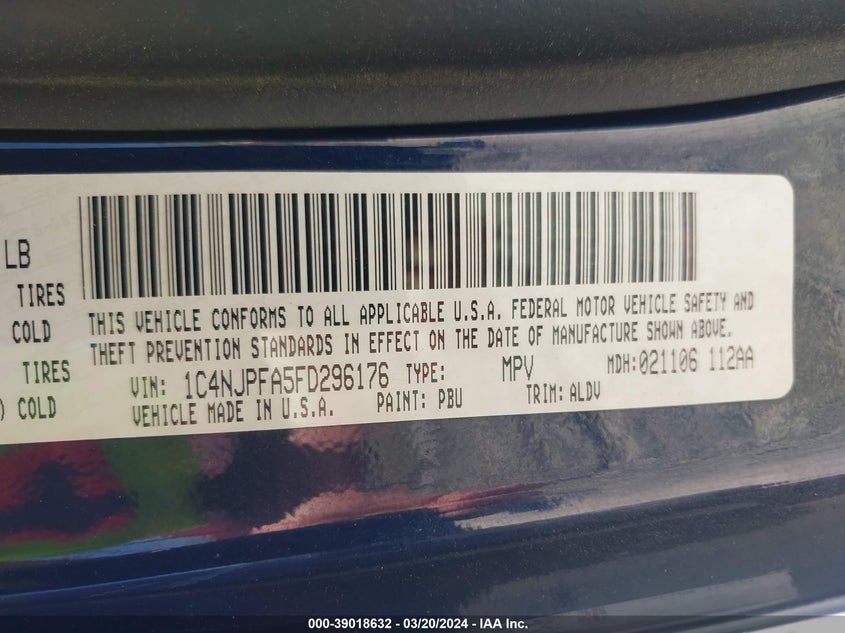 LB
TIRES
COLD
TIRES
) COLD
THIS VEHICLE CONFORMS TO ALL APPLICABLE U.S.A. FEDERAL MOTOR VEHICLE SAFETY AND
THEFT PREVENTION STANDARDS IN EFFECT ON THE DATE OF MANUFACTURE SHOWN ABOVE.
VIN: 1C4NJPFA5FD296176 TYPE: MPV MDH: 021106 112AA
VEHICLE MADE IN U.S.A. PAINT: PBU TRIM: ALDV
000-39018632 - 03/20/2024 - IAA Inc.